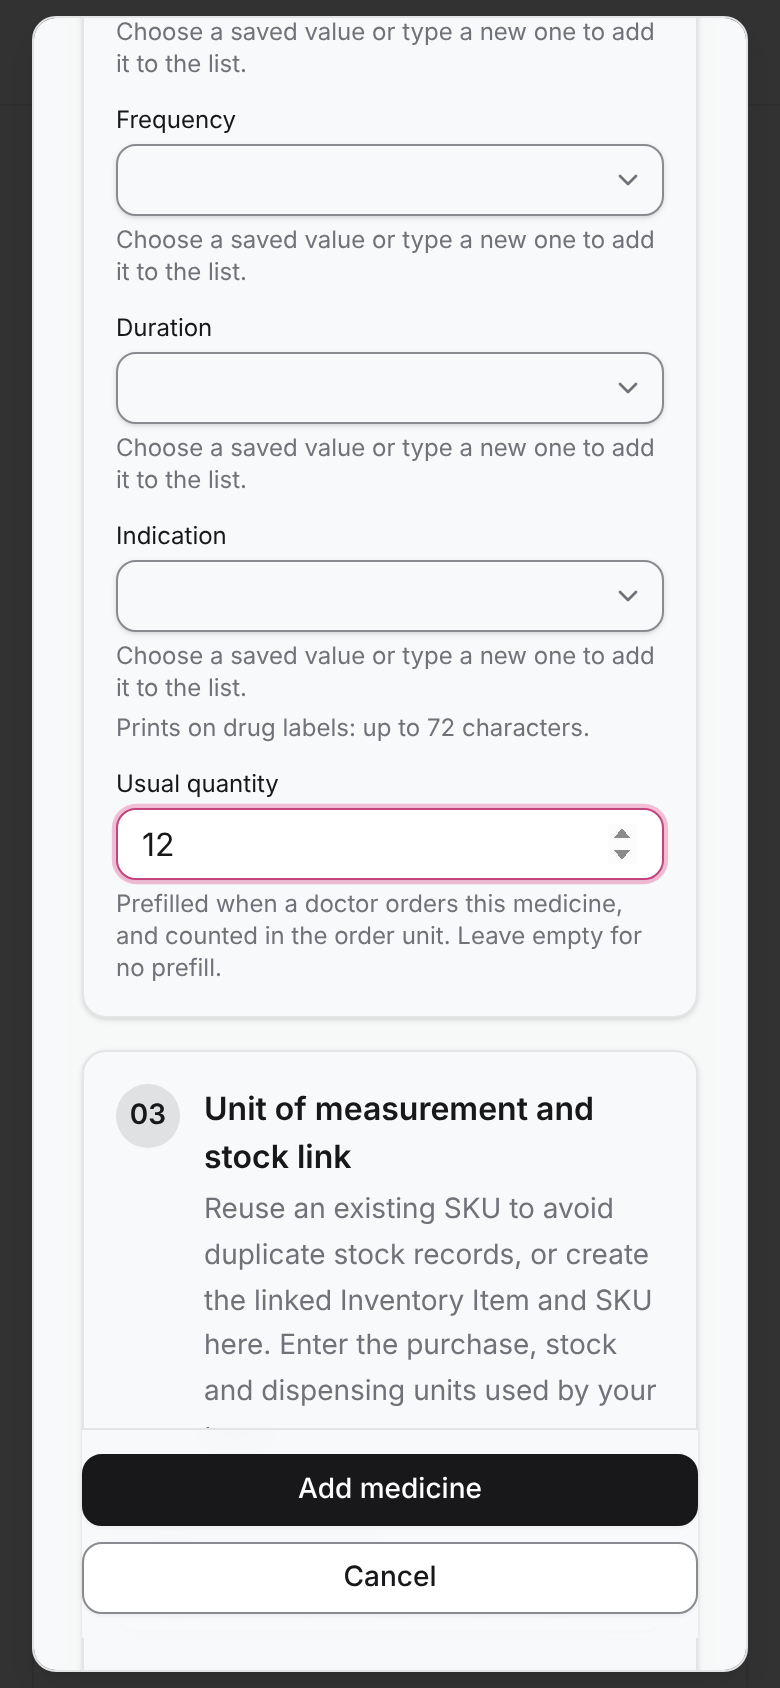 Choose a saved value or type a new one to add
it to the list.
Frequency
Choose a saved value or type a new one to add
it to the list.
Duration
Choose a saved value or type a new one to add
it to the list.
Indication
Choose a saved value or type a new one to add
it to the list.
Prints on drug labels: up to 72 characters.
Usual quantity
12
Prefilled when a doctor orders this medicine,
and counted in the order unit. Leave empty for
no prefill.
03
Unit of measurement and
stock link
Reuse an existing SKU to avoid
duplicate stock records, or create
the linked Inventory Item and SKU
here. Enter the purchase, stock
and dispensing units used by your
Add medicine
Cancel